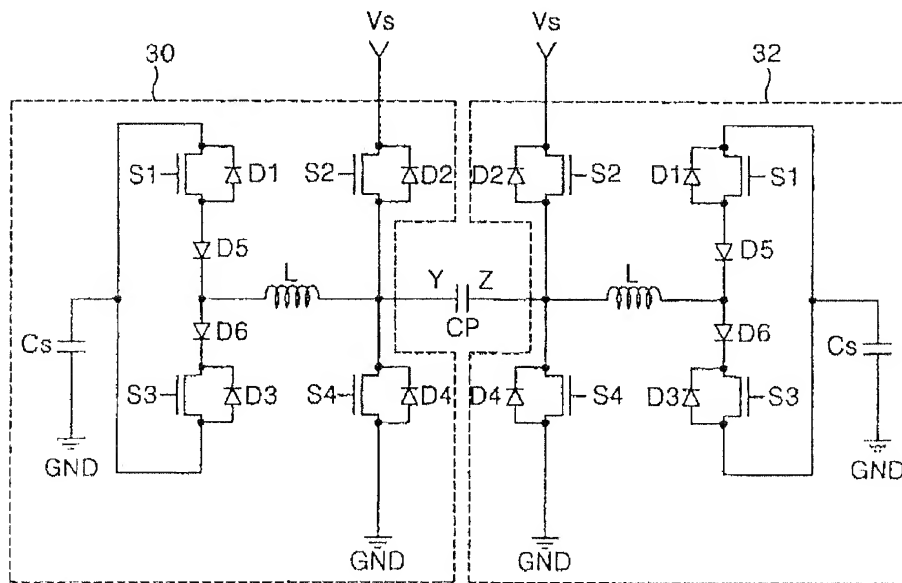 Vs Vs
30 32
S1 D1 S2 D2 D2 S2 D1 S1
D5 L Y Z L D5
CP
Cs D6 D6 Cs
S3 D3 S4 D4 D4 S4 D3 S3
GND GND
GND GND